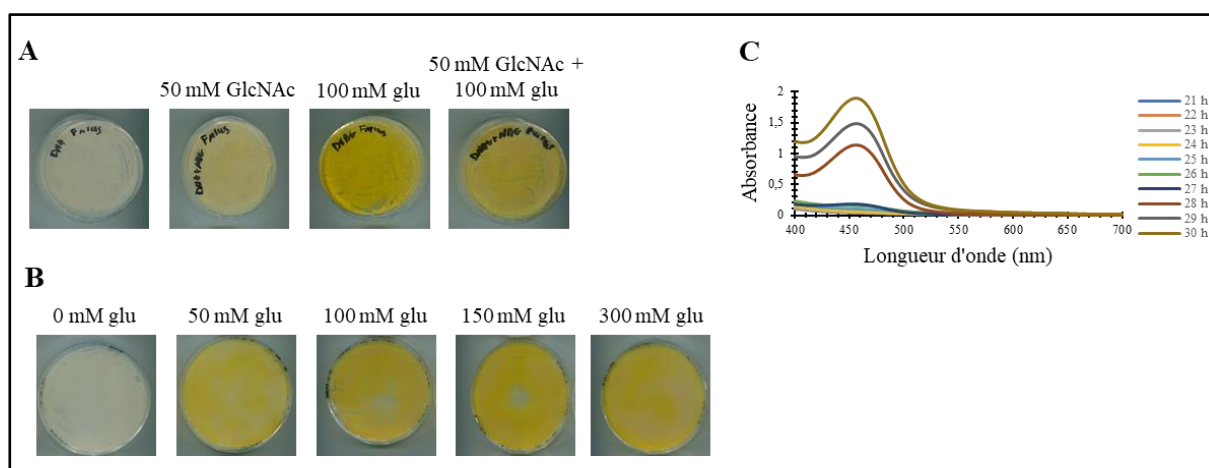 A
50 mM GlcNAc
100 mM glu
50 mM GlcNAc +
100 mM glu
B
0 mM glu
50 mM glu
100 mM glu
150 mM glu
300 mM glu
C
Absorbance
2
1,5
1
0,5
0
400
450
500
550
600
650
700
Longueur d'onde (nm)
21 h
22 h
23 h
24 h
25 h
26 h
27 h
28 h
29 h
30 h